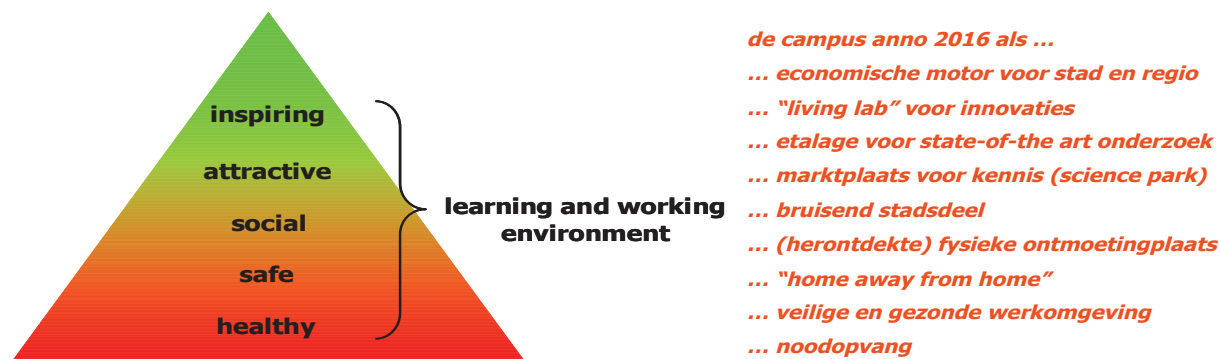 inspiring
attractive
social
safe
healthy
learning and working
environment
de campus anno 2016 als ...
... economische motor voor stad en regio
... “living lab” voor innovaties
... etalage voor state-of-the art onderzoek
... marktplaats voor kennis (science park)
... bruisend stadsdeel
... (herontdekte) fysieke ontmoetingplaats
... “home away from home”
... veilige en gezonde werkomgeving
... noodopvang